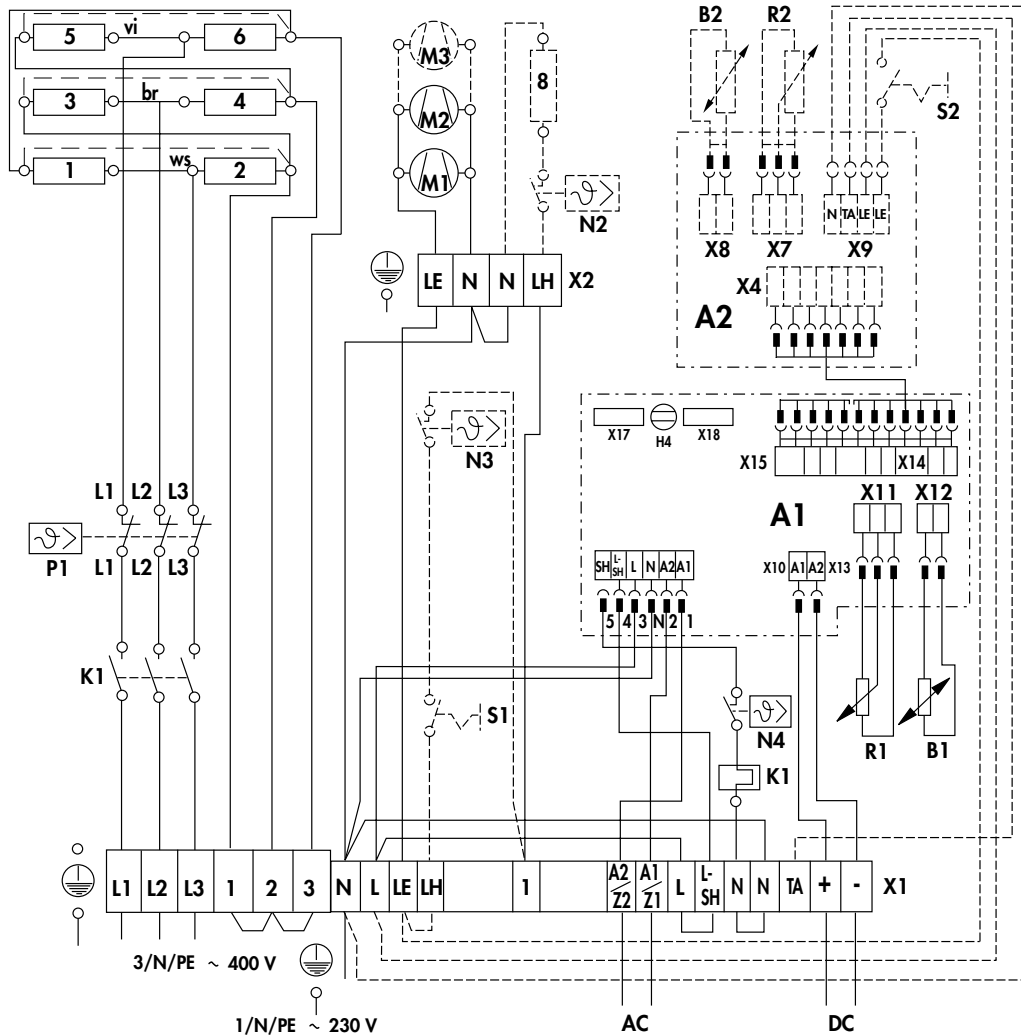 B2 R2
5 vi 6
M3
8
3 br 4
M2
S2
1 ws 2
M1
N2
N TA LE LE
X8 X7 X9
LE N N LH X2
X4
A2
X17 H4 X18
N3
X15 X14
L1 L2 L3
X11 X12
A1
P1
L1 L2 L3
SH L-SH L N A2 A1
X10 A1 A2 X13
5 4 3 N 2 1
K1
S1
N4
R1 B1
K1
L1 L2 L3 1 2 3 N L LE LH 1 A2/Z2 A1/Z1 L L-SH N N TA + - X1
3/N/PE ~ 400 V
1/N/PE ~ 230 V
AC DC